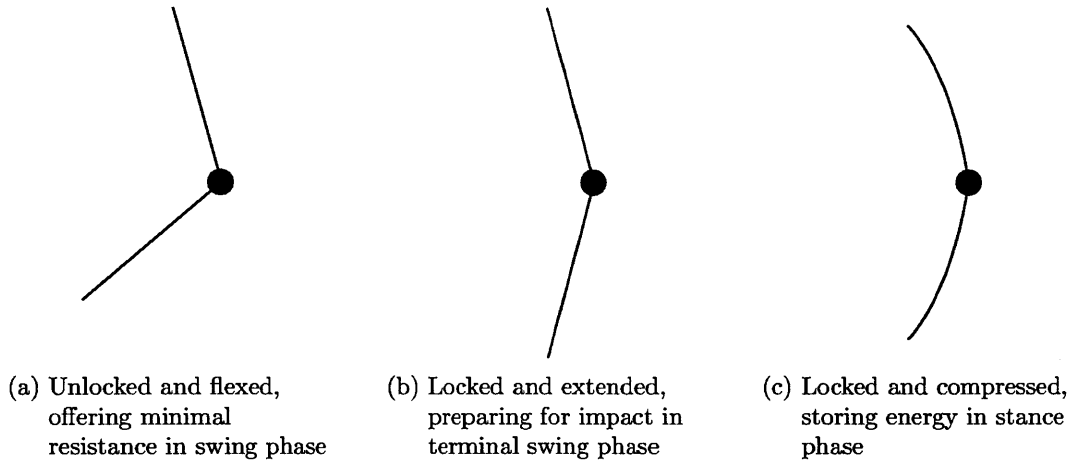 (a) Unlocked and flexed,
offering minimal
resistance in swing phase
(b) Locked and extended,
preparing for impact in
terminal swing phase
(c) Locked and compressed,
storing energy in stance
phase